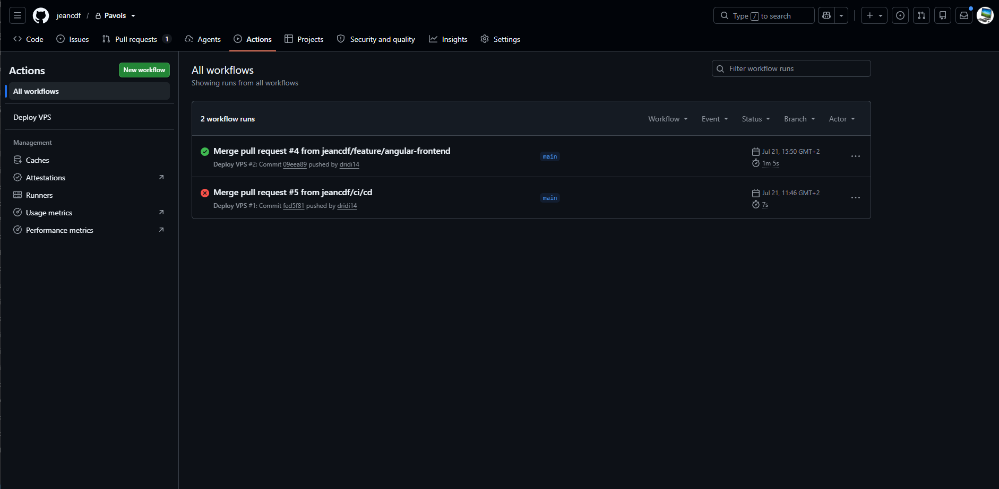 jeancdf / Pavois
Type / to search
Code
Issues
Pull requests 1
Agents
Actions
Projects
Security and quality
Insights
Settings
Actions
New workflow
All workflows
Deploy VPS
Management
Caches
Attestations
Runners
Usage metrics
Performance metrics
All workflows
Showing runs from all workflows
Filter workflow runs
2 workflow runs
Workflow
Event
Status
Branch
Actor
Merge pull request #4 from jeancdf/feature/angular-frontend
Deploy VPS #2: Commit 09eea89 pushed by dridi14
main
Jul 21, 15:50 GMT+2
1m 5s
Merge pull request #5 from jeancdf/ci/cd
Deploy VPS #1: Commit fed5f81 pushed by dridi14
main
Jul 21, 11:46 GMT+2
7s